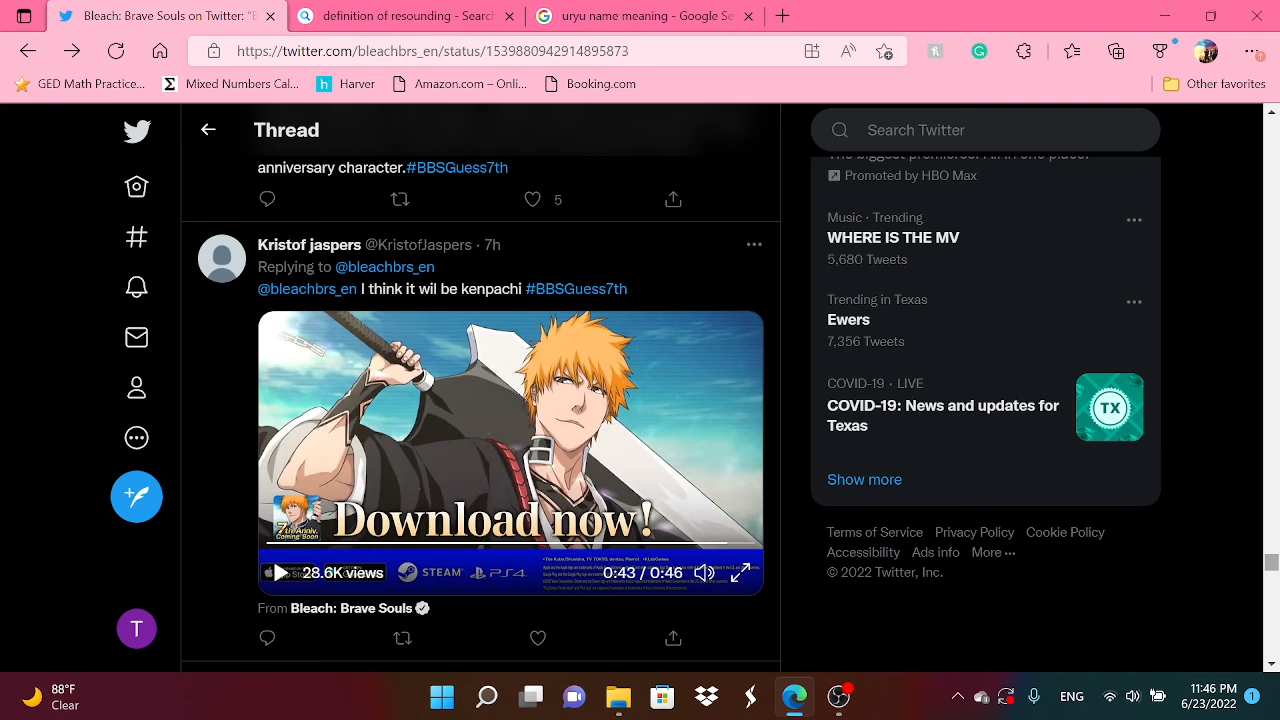 Bleach: Brave Souls on Twitter: "B
definition of resounding - Search
uryu name meaning - Google Se
https://twitter.com/bleachbrs_en/status/1539880942914895873
GED Math Practice...
Mixed Numbers Cal...
Harver
Amazon.com – Onli...
Booking.com
Other favorites
Thread
Search Twitter
anniversary character.#BBSGuess7th
5
Kristof jaspers @KristofJaspers · 7h
Replying to @bleachbrs_en
@bleachbrs_en I think it wil be kenpachi #BBSGuess7th
7th Anniv.
Coming Soon
Download now!
28.6K views
STEAM
PS4
0:43 / 0:46
From Bleach: Brave Souls
Promoted by HBO Max
Music · Trending
WHERE IS THE MV
5,680 Tweets
Trending in Texas
Ewers
7,356 Tweets
COVID-19 · LIVE
COVID-19: News and updates for
Texas
TX
Show more
Terms of Service Privacy Policy Cookie Policy
Accessibility Ads info More ···
© 2022 Twitter, Inc.
T
88°F
Clear
ENG
11:46 PM
6/23/2022
1